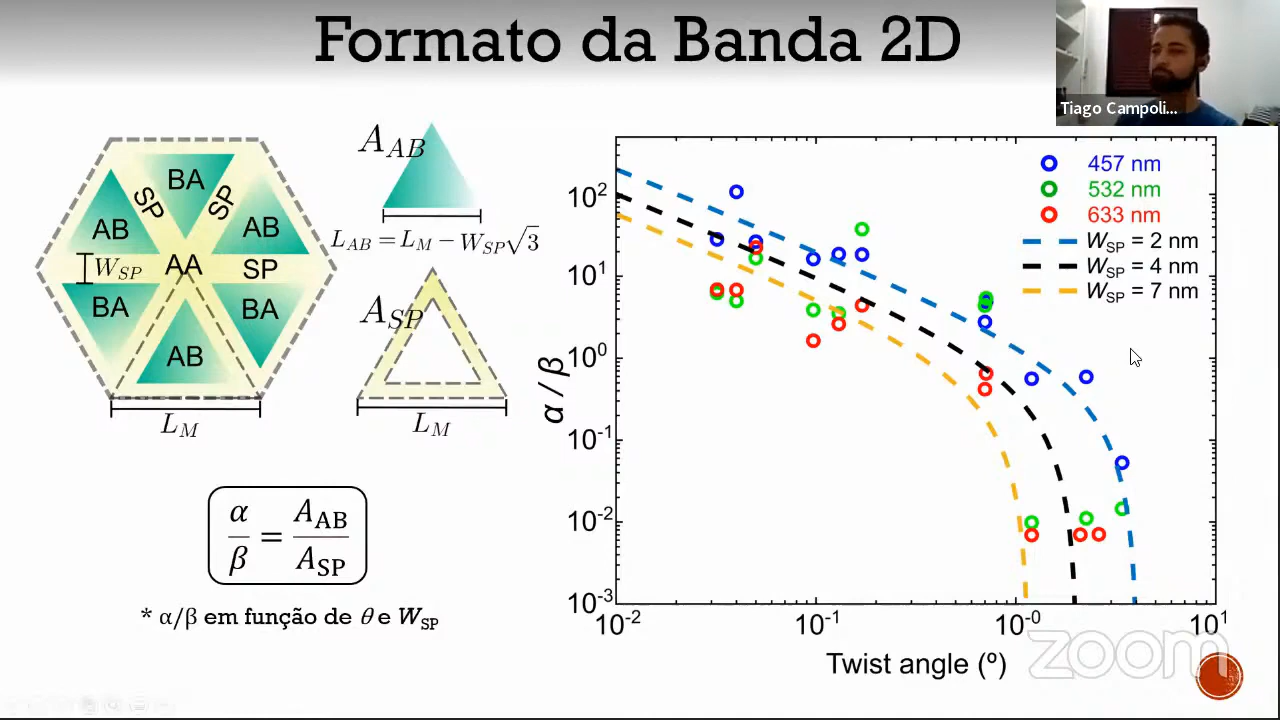 Formato da Banda 2D
Tiago Campoli...
BA
SP
SP
AB
AB
W_SP
AA
SP
BA
BA
AB
L_M
A_AB
L_AB = L_M − W_SP√3
A_SP
L_M
α/β = A_AB/A_SP
* α/β em função de θ e W_SP
α / β
10²
10¹
10⁰
10⁻¹
10⁻²
10⁻³
457 nm
532 nm
633 nm
W_SP = 2 nm
W_SP = 4 nm
W_SP = 7 nm
10⁻² 10⁻¹ 10⁻⁰ 10¹
Twist angle (º)
zoom